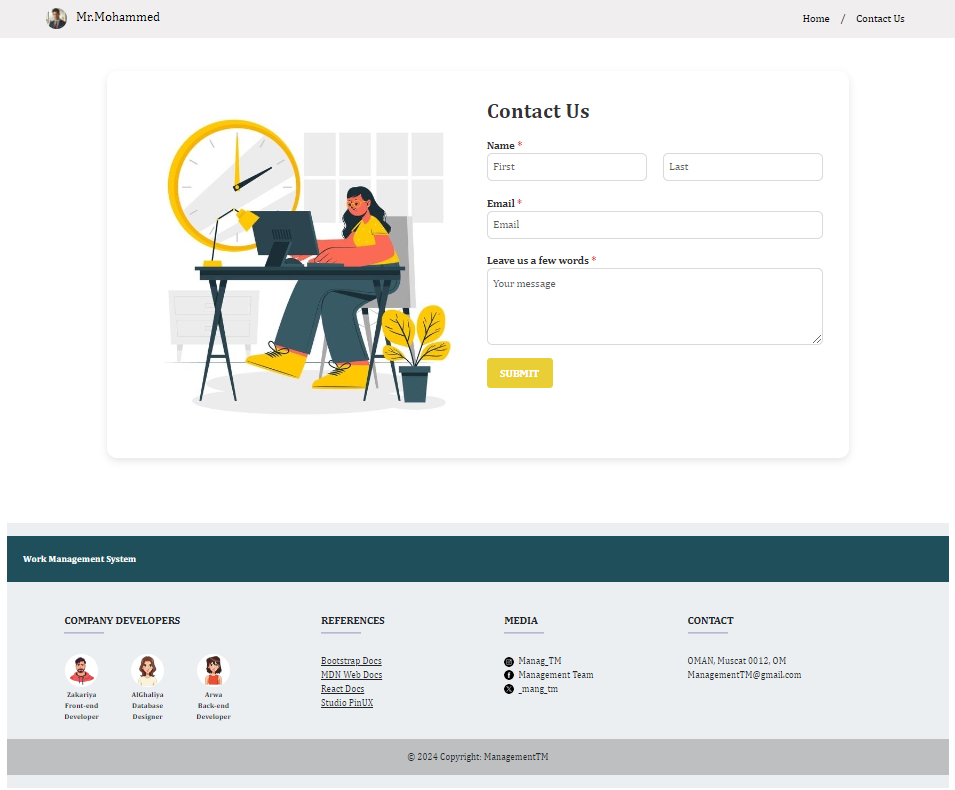 Mr.Mohammed
Home / Contact Us
Contact Us
Name *
First Last
Email *
Email
Leave us a few words *
Your message
SUBMIT
Work Management System
COMPANY DEVELOPERS
Zakariya
Front-end
Developer
AlGhaliya
Database
Designer
Arwa
Back-end
Developer
REFERENCES
Bootstrap Docs
MDN Web Docs
React Docs
Studio PinUX
MEDIA
Manag_TM
Management Team
_mang_tm
CONTACT
OMAN, Muscat 0012, OM
ManagementTM@gmail.com
© 2024 Copyright: ManagementTM